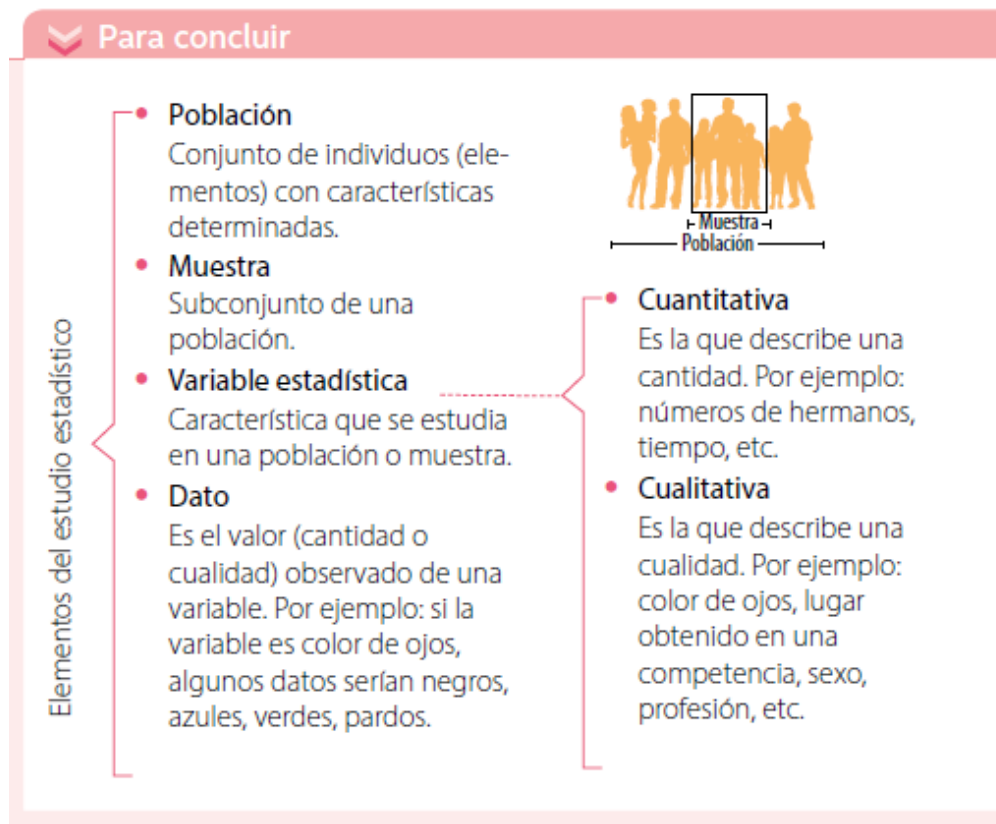 Para concluir
Elementos del estudio estadístico
Población
Conjunto de individuos (ele-
mentos) con características
determinadas.
Muestra
Subconjunto de una
población.
Variable estadística
Característica que se estudia
en una población o muestra.
Dato
Es el valor (cantidad o
cualidad) observado de una
variable. Por ejemplo: si la
variable es color de ojos,
algunos datos serían negros,
azules, verdes, pardos.
Muestra
Población
Cuantitativa
Es la que describe una
cantidad. Por ejemplo:
números de hermanos,
tiempo, etc.
Cualitativa
Es la que describe una
cualidad. Por ejemplo:
color de ojos, lugar
obtenido en una
competencia, sexo,
profesión, etc.